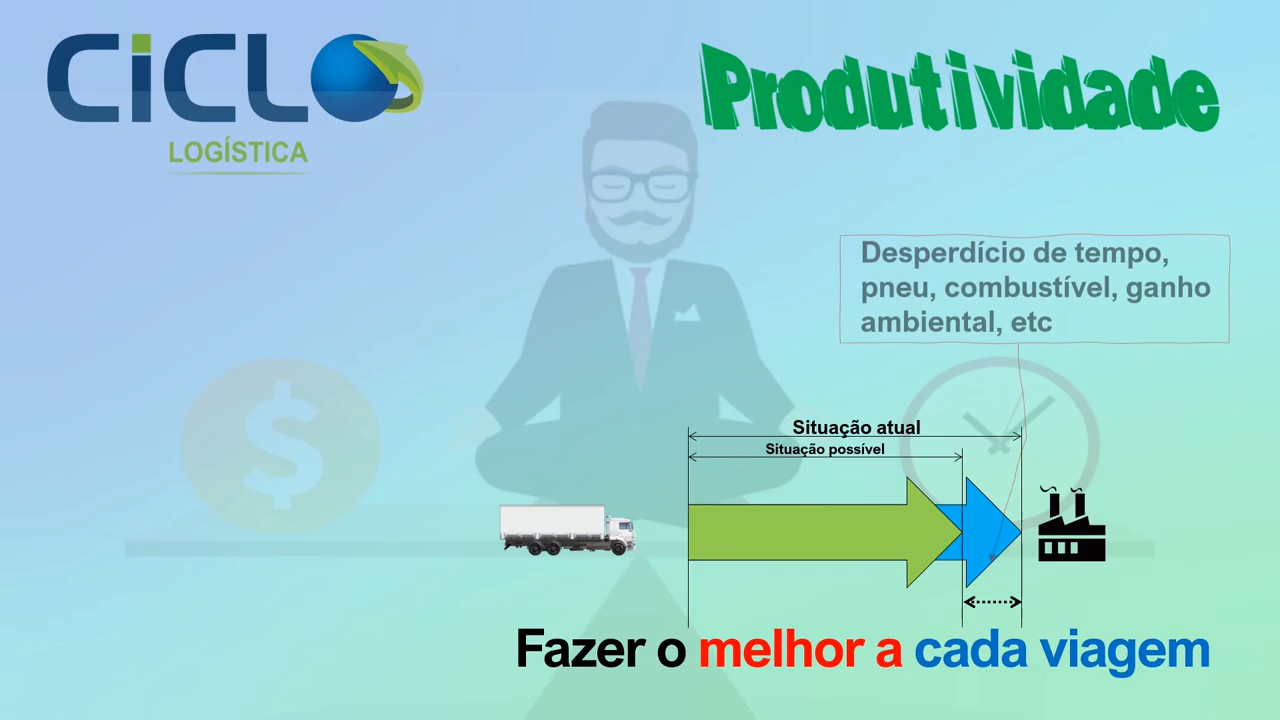 CiCLO
LOGÍSTICA
Produtividade
Desperdício de tempo,
pneu, combustível, ganho
ambiental, etc
Situação atual
Situação possível
$
Fazer o melhor a cada viagem